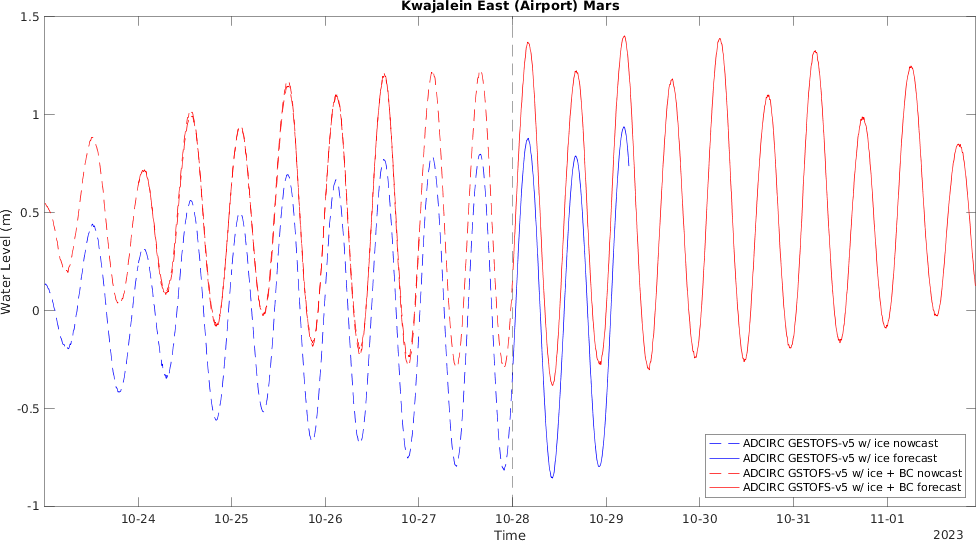 Kwajalein East (Airport) Mars
1.5
1
0.5
0
-0.5
-1
Water Level (m)
ADCIRC GESTOFS-v5 w/ ice nowcast
ADCIRC GESTOFS-v5 w/ ice forecast
ADCIRC GSTOFS-v5 w/ ice + BC nowcast
ADCIRC GSTOFS-v5 w/ ice + BC forecast
10-24 10-25 10-26 10-27 10-28 10-29 10-30 10-31 11-01
Time
2023